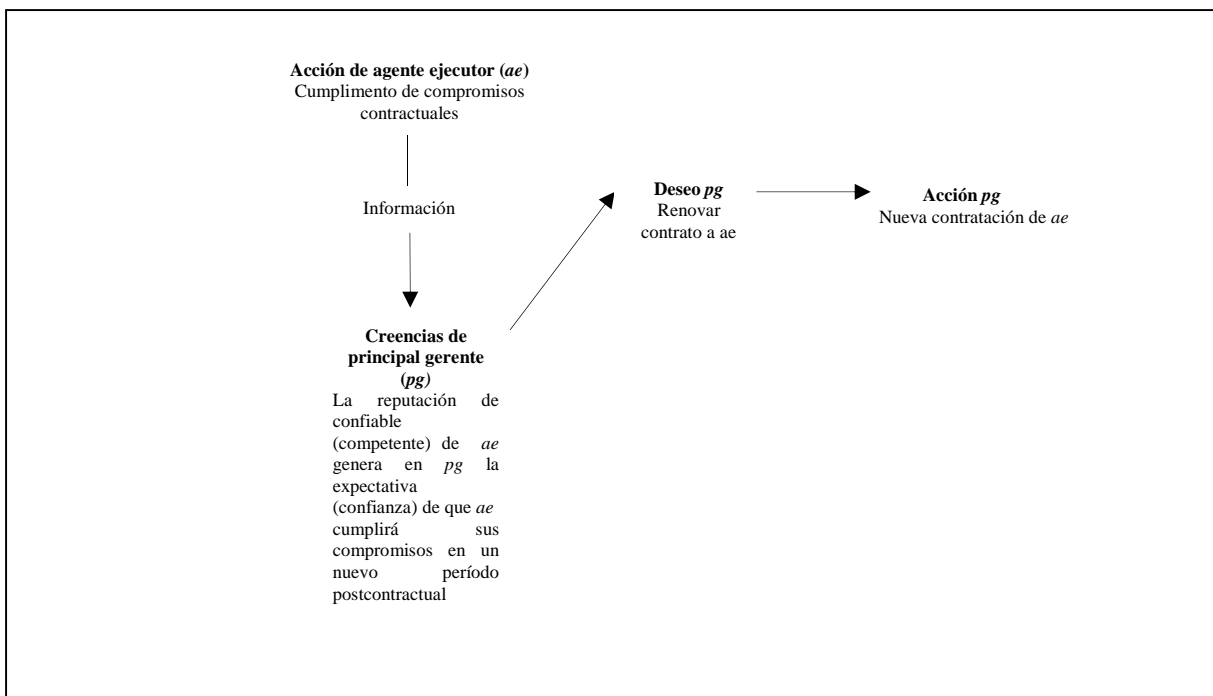 Acción de agente ejecutor (ae)
Cumplimento de compromisos
contractuales
Información
Creencias de
principal gerente
(pg)
La reputación de
confiable
(competente) de ae
genera en pg la
expectativa
(confianza) de que ae
cumplirá sus
compromisos en un
nuevo período
postcontractual
Deseo pg
Renovar
contrato a ae
Acción pg
Nueva contratación de ae